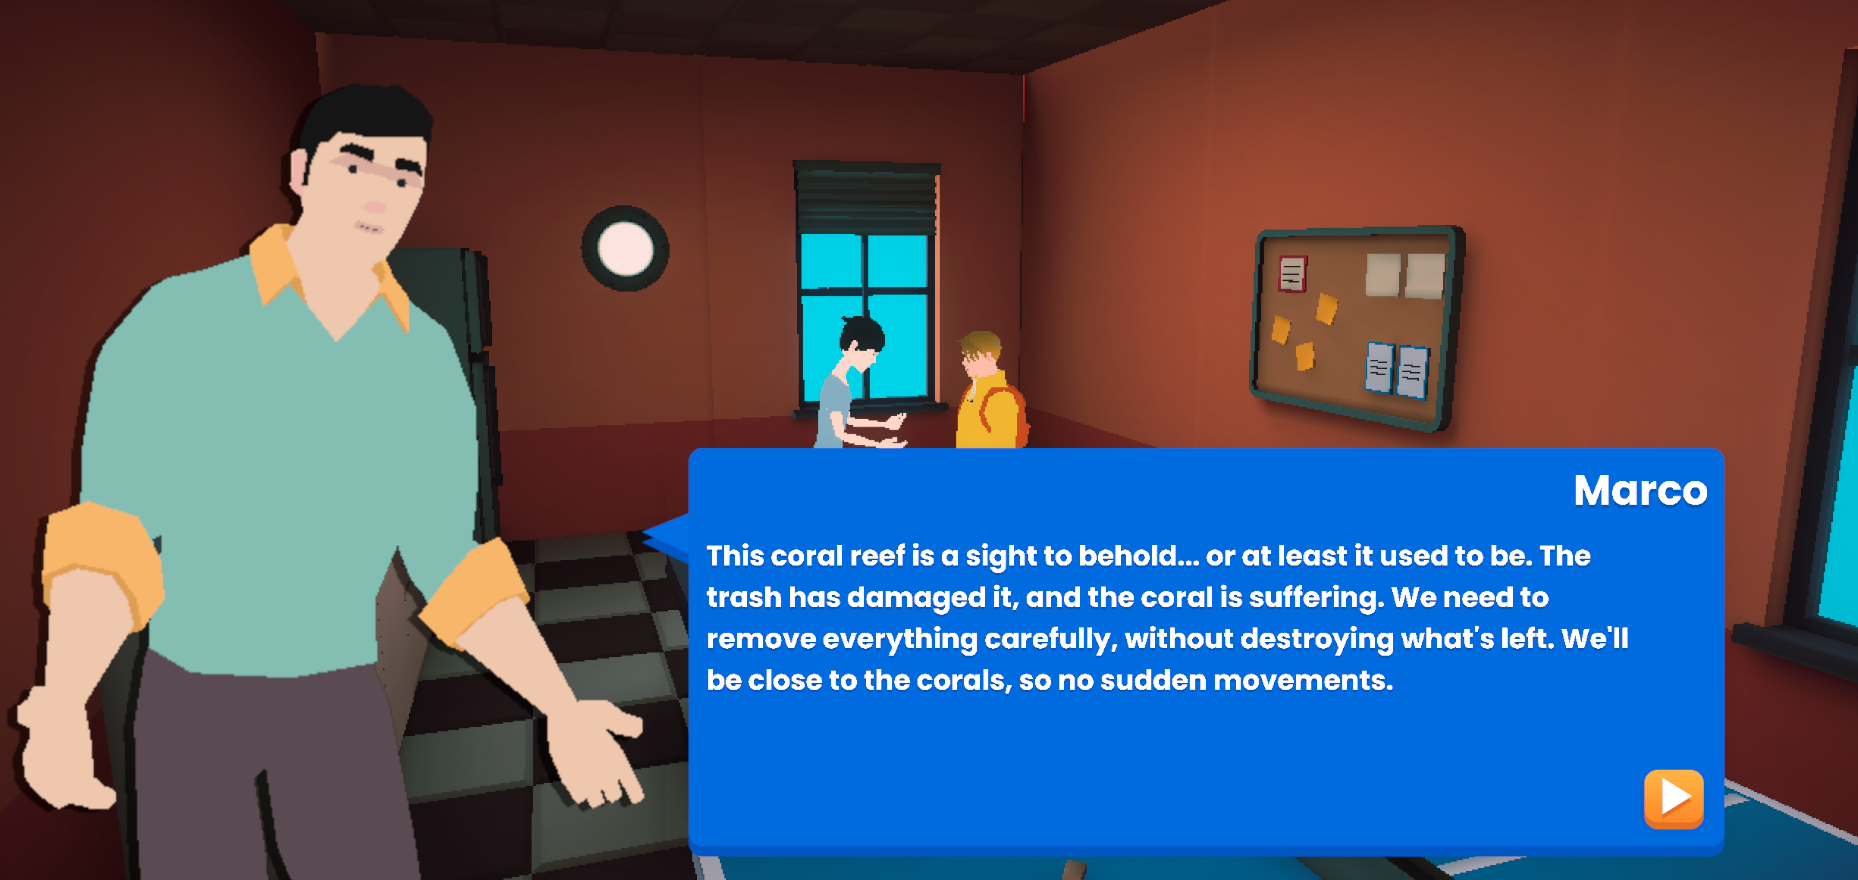 Marco
This coral reef is a sight to behold... or at least it used to be. The
trash has damaged it, and the coral is suffering. We need to
remove everything carefully, without destroying what's left. We'll
be close to the corals, so no sudden movements.